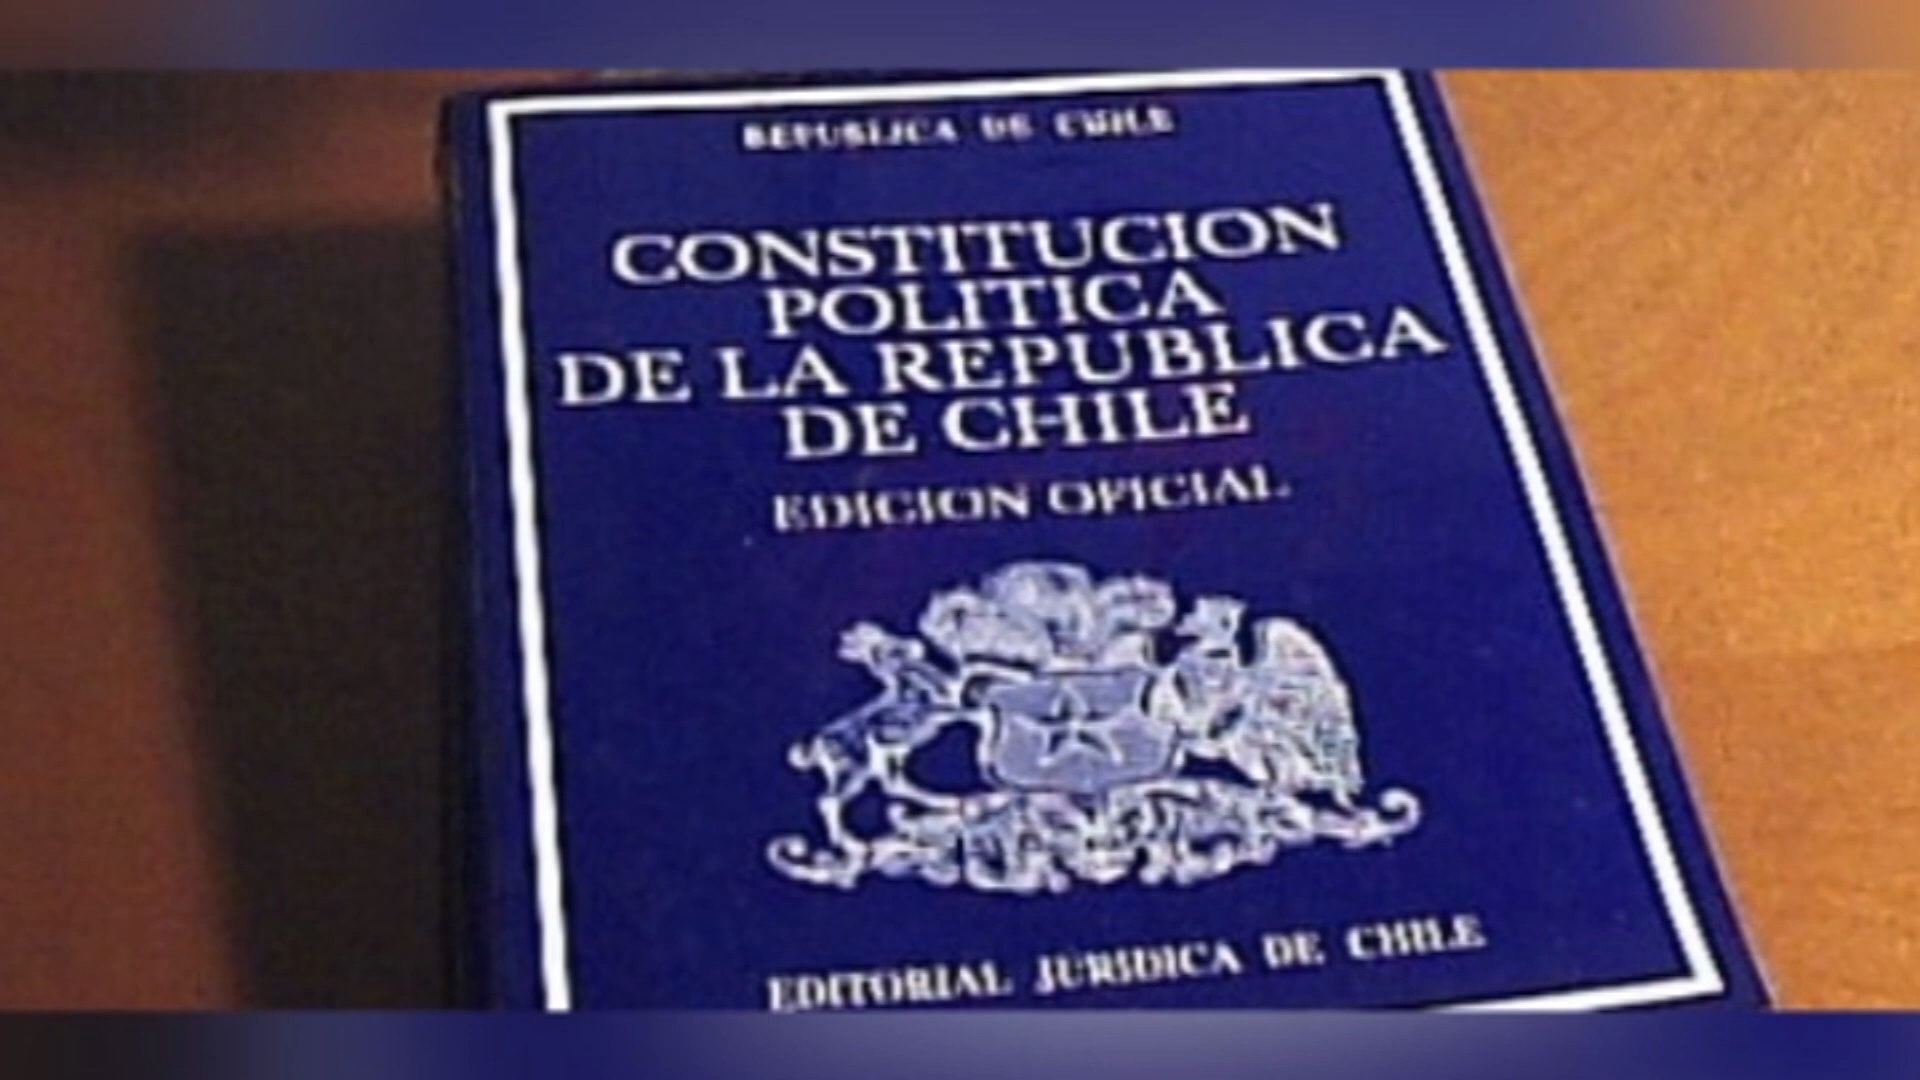 REPUBLICA DE CHILE
CONSTITUCION
POLITICA
DE LA REPUBLICA
DE CHILE
EDICION OFICIAL
EDITORIAL JURIDICA DE CHILE